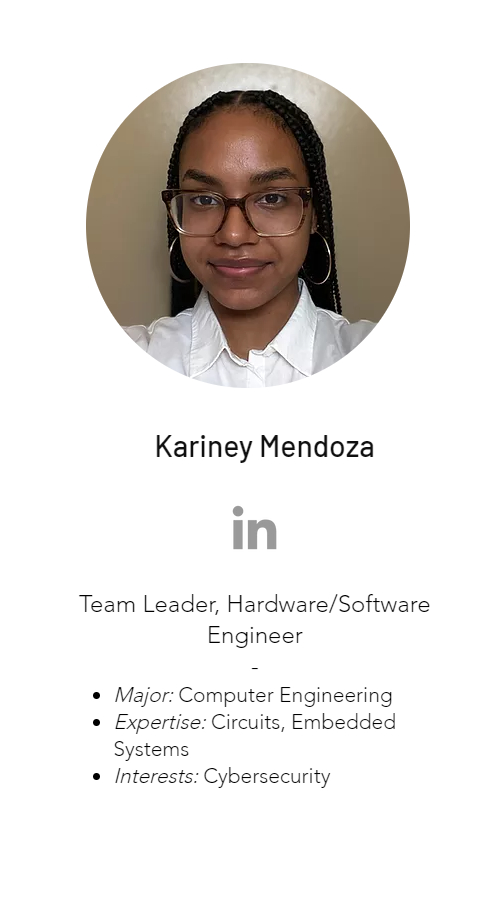 Kariney Mendoza
in
Team Leader, Hardware/Software
Engineer
-
• Major: Computer Engineering
• Expertise: Circuits, Embedded
Systems
• Interests: Cybersecurity